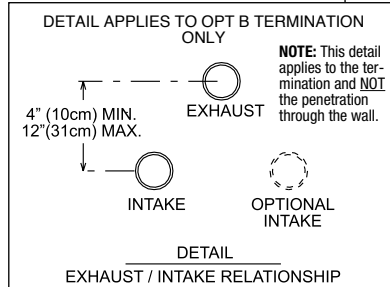 DETAIL APPLIES TO OPT B TERMINATION
ONLY
NOTE: This detail
applies to the ter-
mination and NOT
the penetration
through the wall.
EXHAUST
4" (10cm) MIN.
12"(31cm) MAX.
INTAKE
OPTIONAL
INTAKE
DETAIL
EXHAUST / INTAKE RELATIONSHIP